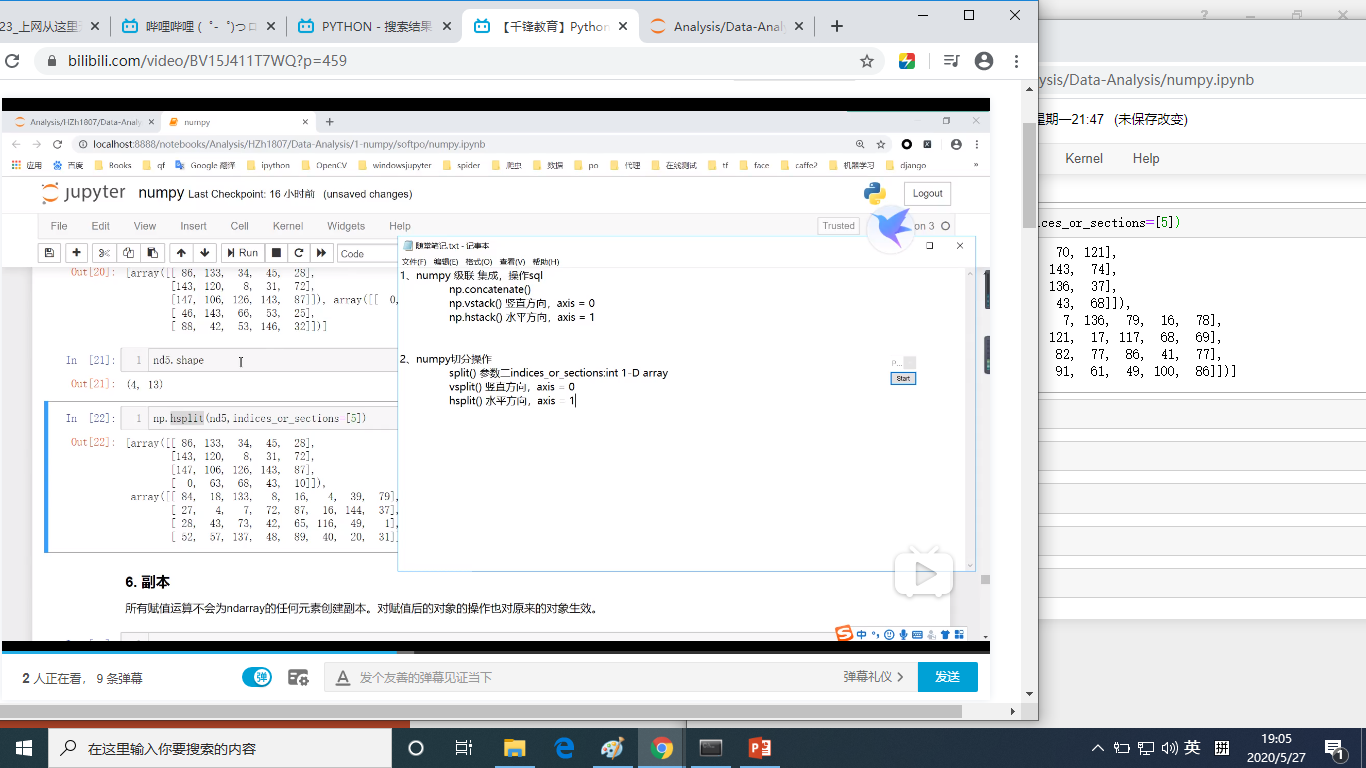 23_上网从这里
哔哩哔哩 (゜-゜)つロ
PYTHON - 搜索结果
【千锋教育】Python
Analysis/Data-Analy
bilibili.com/video/BV15J411T7WQ?p=459
Analysis/HZh1807/Data-Analy
numpy
localhost:8888/notebooks/Analysis/HZh1807/Data-Analysis/1-numpy/softpo/numpy.ipynb
应用 百度 Books qf Google 翻译 ipython OpenCV windowsjupyter spider 爬虫 数据 po 代理 在线测试 tf face caffe2 机器学习 django »
jupyter numpy Last Checkpoint: 16 小时前 (unsaved changes)
Logout
File Edit View Insert Cell Kernel Widgets Help
Trusted
on 3
Run
Code
Out[20]: [array([[ 86, 133, 34, 45, 28],
[143, 120, 8, 31, 72],
[147, 106, 126, 143, 87]]), array([[ 0,
[ 46, 143, 66, 53, 25],
[ 88, 42, 53, 146, 32]])]
In [21]: 1 nd5.shape
Out[21]: (4, 13)
In [22]: 1 np.hsplit(nd5,indices_or_sections [5])
Out[22]: [array([[ 86, 133, 34, 45, 28],
[143, 120, 8, 31, 72],
[147, 106, 126, 143, 87],
[ 0, 63, 68, 43, 10]]),
array([[ 84, 18, 133, 8, 16, 4, 39, 79],
[ 27, 4, 7, 72, 87, 16, 144, 37],
[ 28, 43, 73, 42, 65, 116, 49, 1],
[ 52, 57, 137, 48, 89, 40, 20, 31]]
6. 副本
所有赋值运算不会为ndarray的任何元素创建副本。对赋值后的对象的操作也对原来的对象生效。
随堂笔记.txt - 记事本
文件(F) 编辑(E) 格式(O) 查看(V) 帮助(H)
1、numpy 级联 集成，操作sql
np.concatenate()
np.vstack() 竖直方向，axis = 0
np.hstack() 水平方向，axis = 1
2、numpy切分操作
split() 参数二indices_or_sections:int 1-D array
vsplit() 竖直方向，axis = 0
hsplit() 水平方向，axis = 1
P...
Start
中
2 人正在看， 9 条弹幕
弹
发个友善的弹幕见证当下
弹幕礼仪 >
发送
ysis/Data-Analysis/numpy.ipynb
星期一21:47 (未保存改变)
Kernel Help
ces_or_sections=[5])
70, 121],
143, 74],
136, 37],
43, 68]]),
7, 136, 79, 16, 78],
121, 17, 117, 68, 69],
82, 77, 86, 41, 77],
91, 61, 49, 100, 86]])]
在这里输入你要搜索的内容
英
拼
19:05
2020/5/27
1